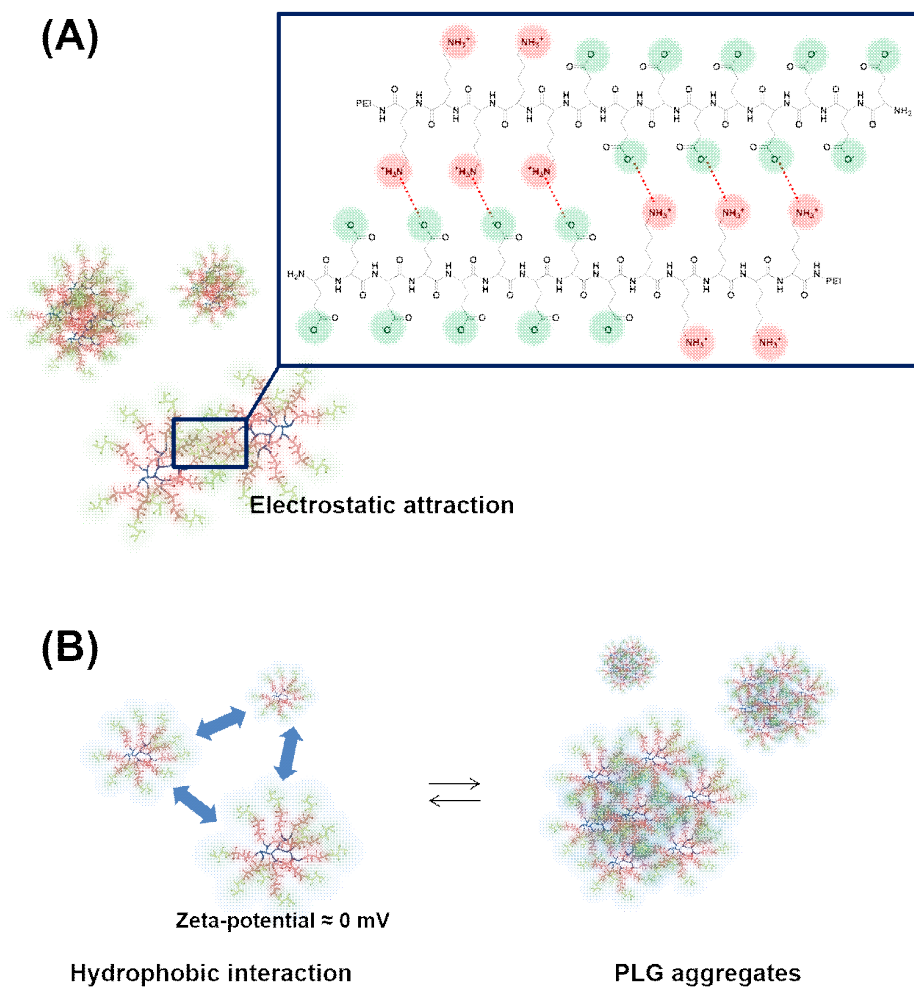 (A)
NH₃⁺ NH₃⁺ O⁻ O⁻ O⁻ O⁻ O⁻
O O O O O
PEI NH₂
O O O O O
⁺H₃N ⁺H₃N ⁺H₃N
NH₃⁺ NH₃⁺ NH₃⁺
H₂N PEI
NH₃⁺ NH₃⁺
Electrostatic attraction
(B)
Zeta-potential ≈ 0 mV
Hydrophobic interaction
PLG aggregates